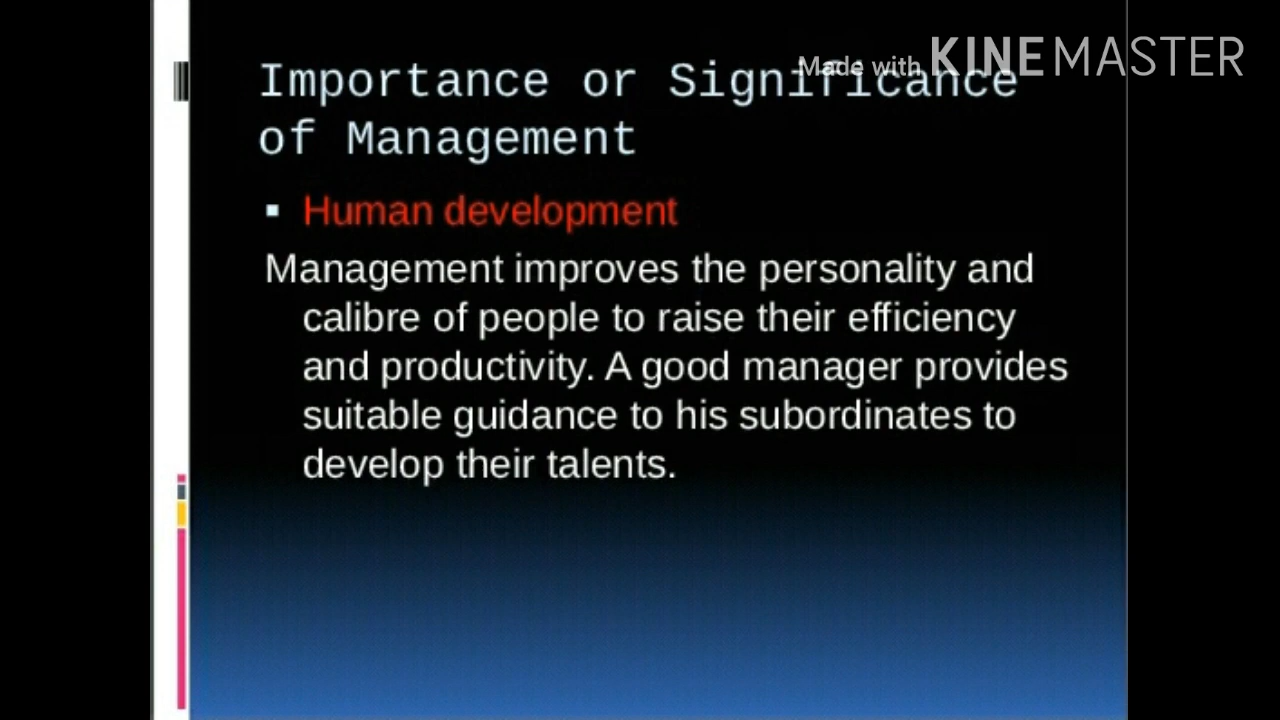 Made with KINEMASTER
Importance or Significance
of Management
▪ Human development
Management improves the personality and
calibre of people to raise their efficiency
and productivity. A good manager provides
suitable guidance to his subordinates to
develop their talents.